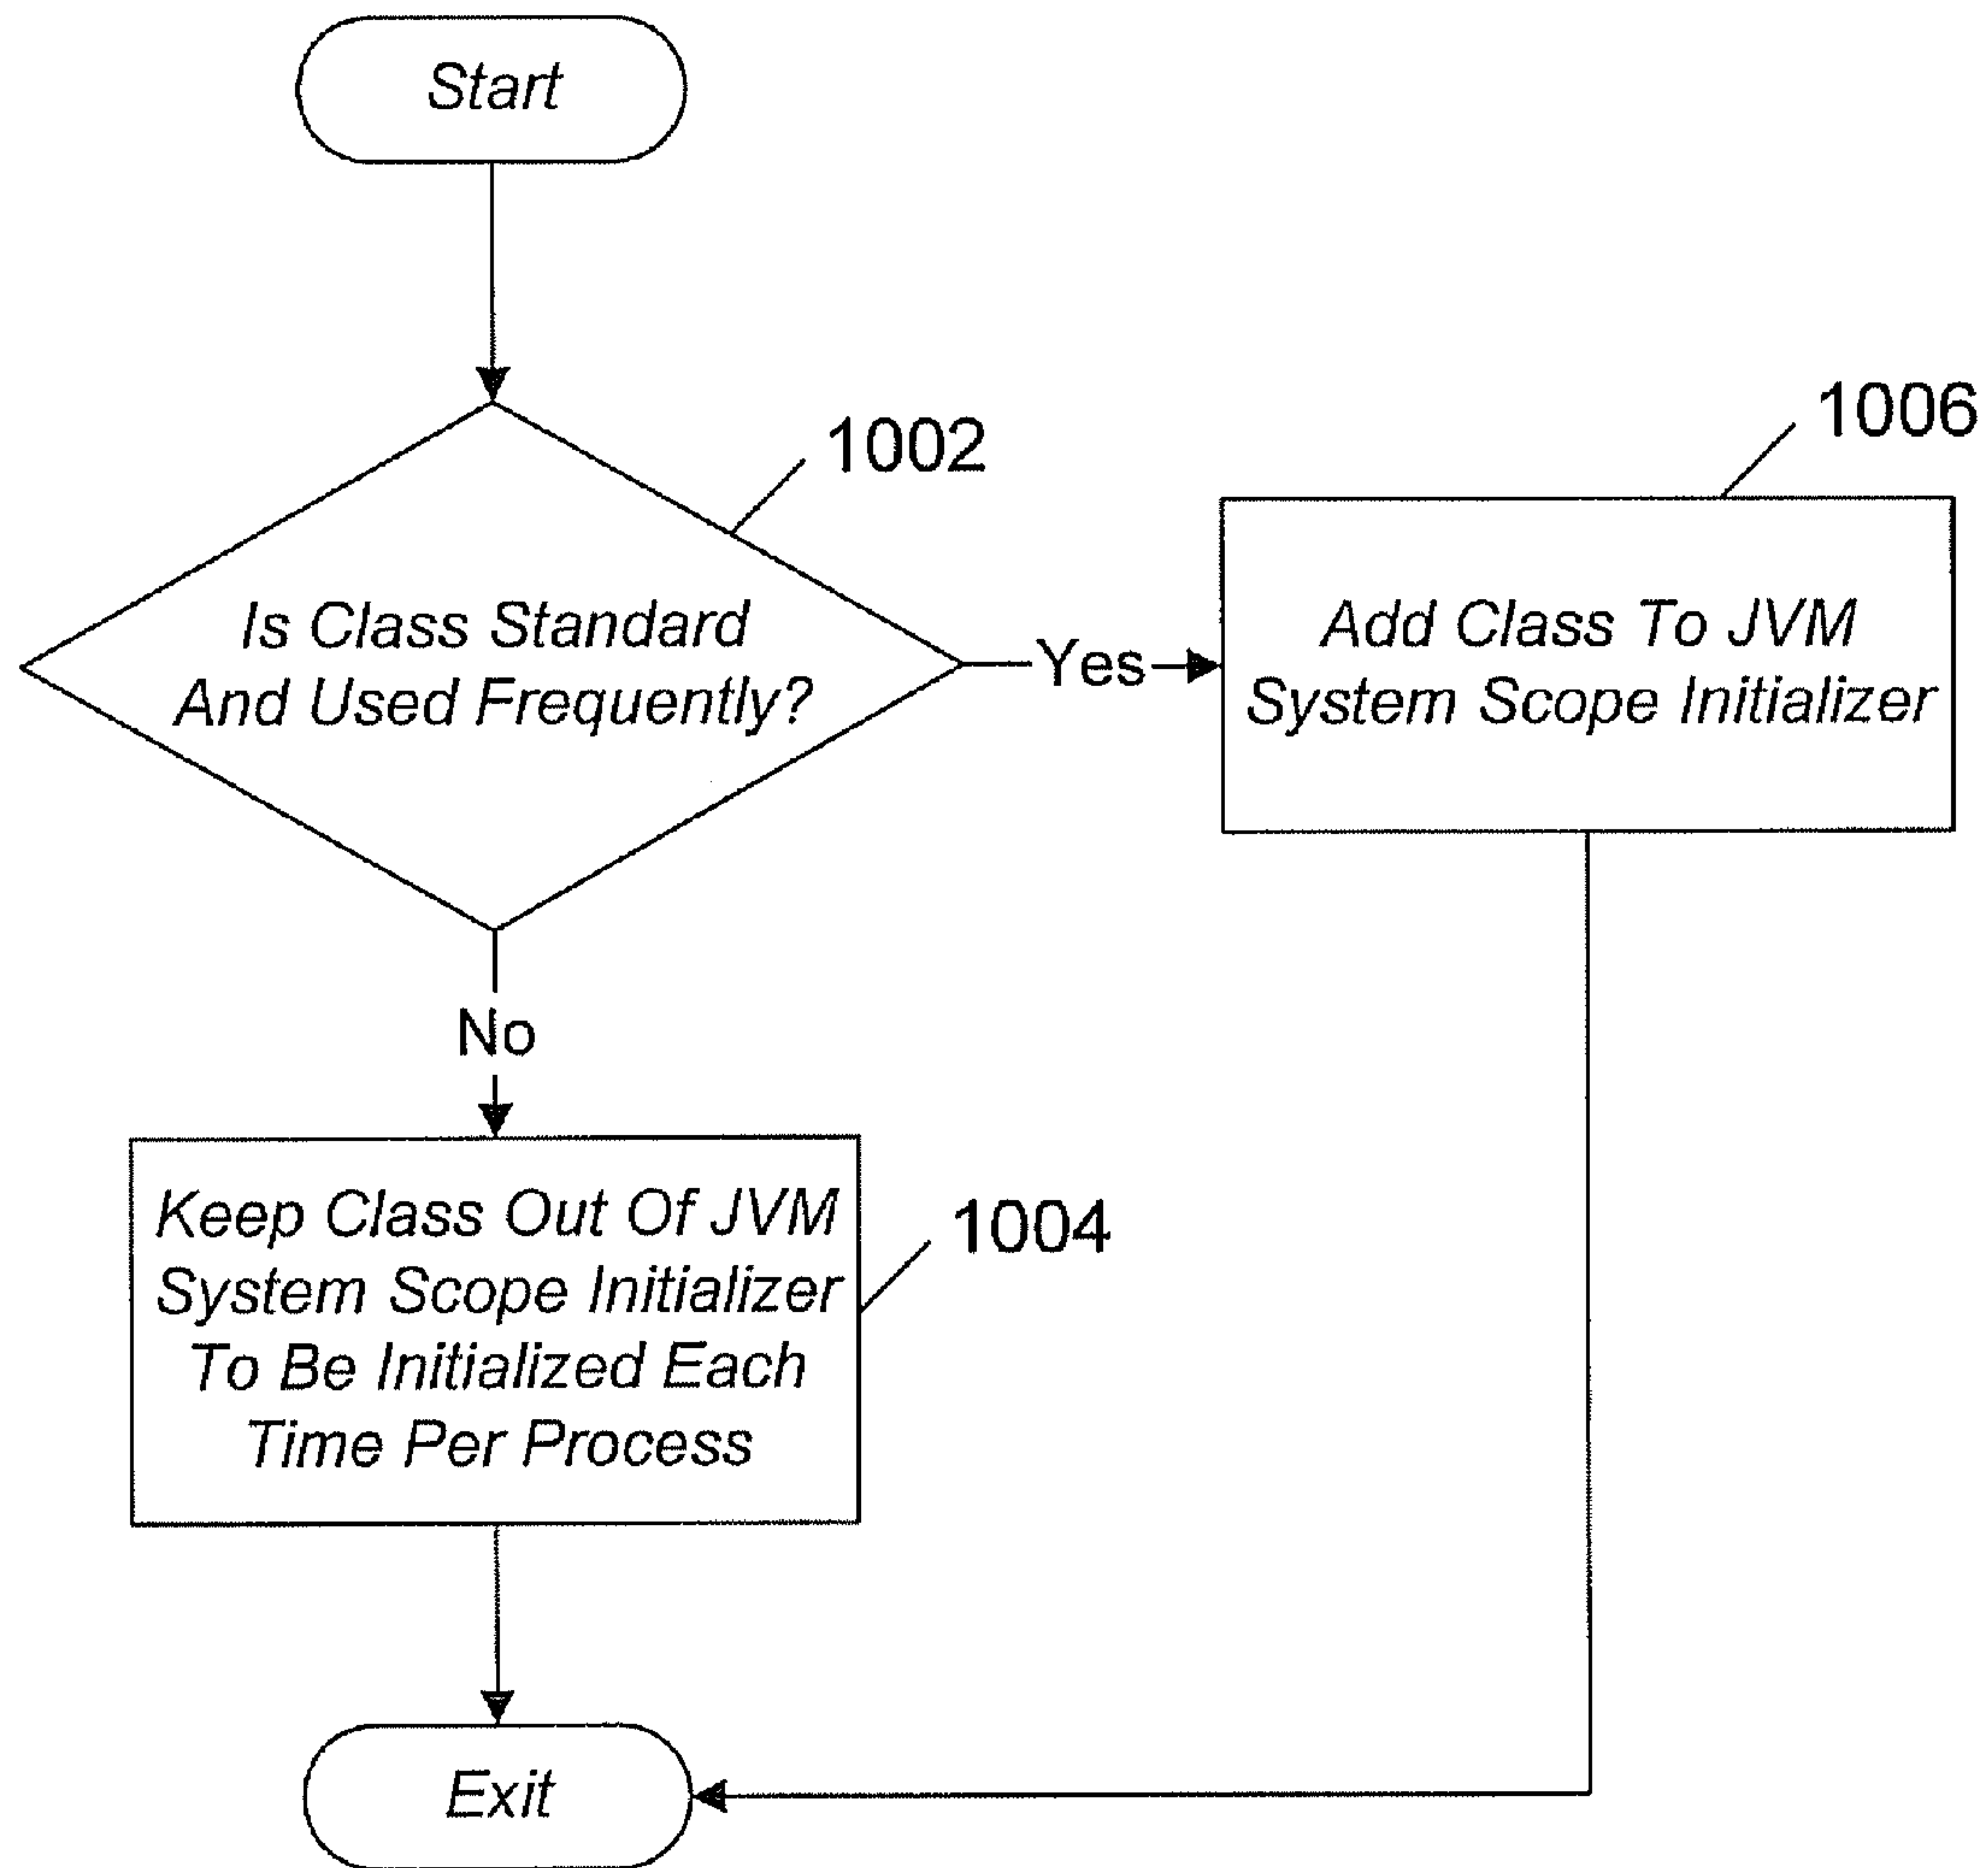 Start
1002
Is Class Standard
And Used Frequently?
Yes
1006
Add Class To JVM
System Scope Initializer
No
Keep Class Out Of JVM
System Scope Initializer
To Be Initialized Each
Time Per Process
1004
Exit